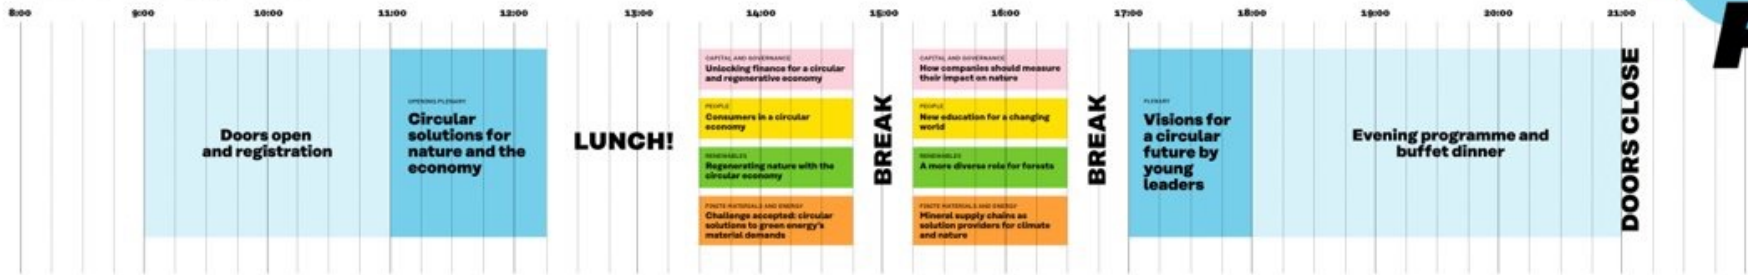 8:00 9:00 10:00 11:00 12:00 13:00 14:00 15:00 16:00 17:00 18:00 19:00 20:00 21:00
Doors open
and registration
OPENING PLENARY
Circular
solutions for
nature and the
economy
LUNCH!
CAPITAL AND GOVERNANCE
Unlocking finance for a circular
and regenerative economy
PEOPLE
Consumers in a circular
economy
RENEWABLES
Regenerating nature with the
circular economy
FINITE MATERIALS AND ENERGY
Challenge accepted: circular
solutions to green energy's
material demands
BREAK
CAPITAL AND GOVERNANCE
How companies should measure
their impact on nature
PEOPLE
New education for a changing
world
RENEWABLES
A more diverse role for forests
FINITE MATERIALS AND ENERGY
Mineral supply chains as
solution providers for climate
and nature
BREAK
PLENARY
Visions for
a circular
future by
young
leaders
Evening programme and
buffet dinner
DOORS CLOSE